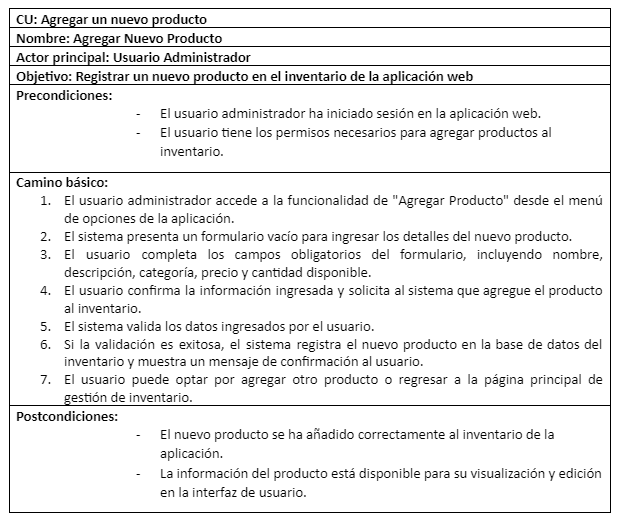 CU: Agregar un nuevo producto
Nombre: Agregar Nuevo Producto
Actor principal: Usuario Administrador
Objetivo: Registrar un nuevo producto en el inventario de la aplicación web
Precondiciones:
- El usuario administrador ha iniciado sesión en la aplicación web.
- El usuario tiene los permisos necesarios para agregar productos al
inventario.
Camino básico:
1. El usuario administrador accede a la funcionalidad de "Agregar Producto" desde el menú
de opciones de la aplicación.
2. El sistema presenta un formulario vacío para ingresar los detalles del nuevo producto.
3. El usuario completa los campos obligatorios del formulario, incluyendo nombre,
descripción, categoría, precio y cantidad disponible.
4. El usuario confirma la información ingresada y solicita al sistema que agregue el producto
al inventario.
5. El sistema valida los datos ingresados por el usuario.
6. Si la validación es exitosa, el sistema registra el nuevo producto en la base de datos del
inventario y muestra un mensaje de confirmación al usuario.
7. El usuario puede optar por agregar otro producto o regresar a la página principal de
gestión de inventario.
Postcondiciones:
- El nuevo producto se ha añadido correctamente al inventario de la
aplicación.
- La información del producto está disponible para su visualización y edición
en la interfaz de usuario.